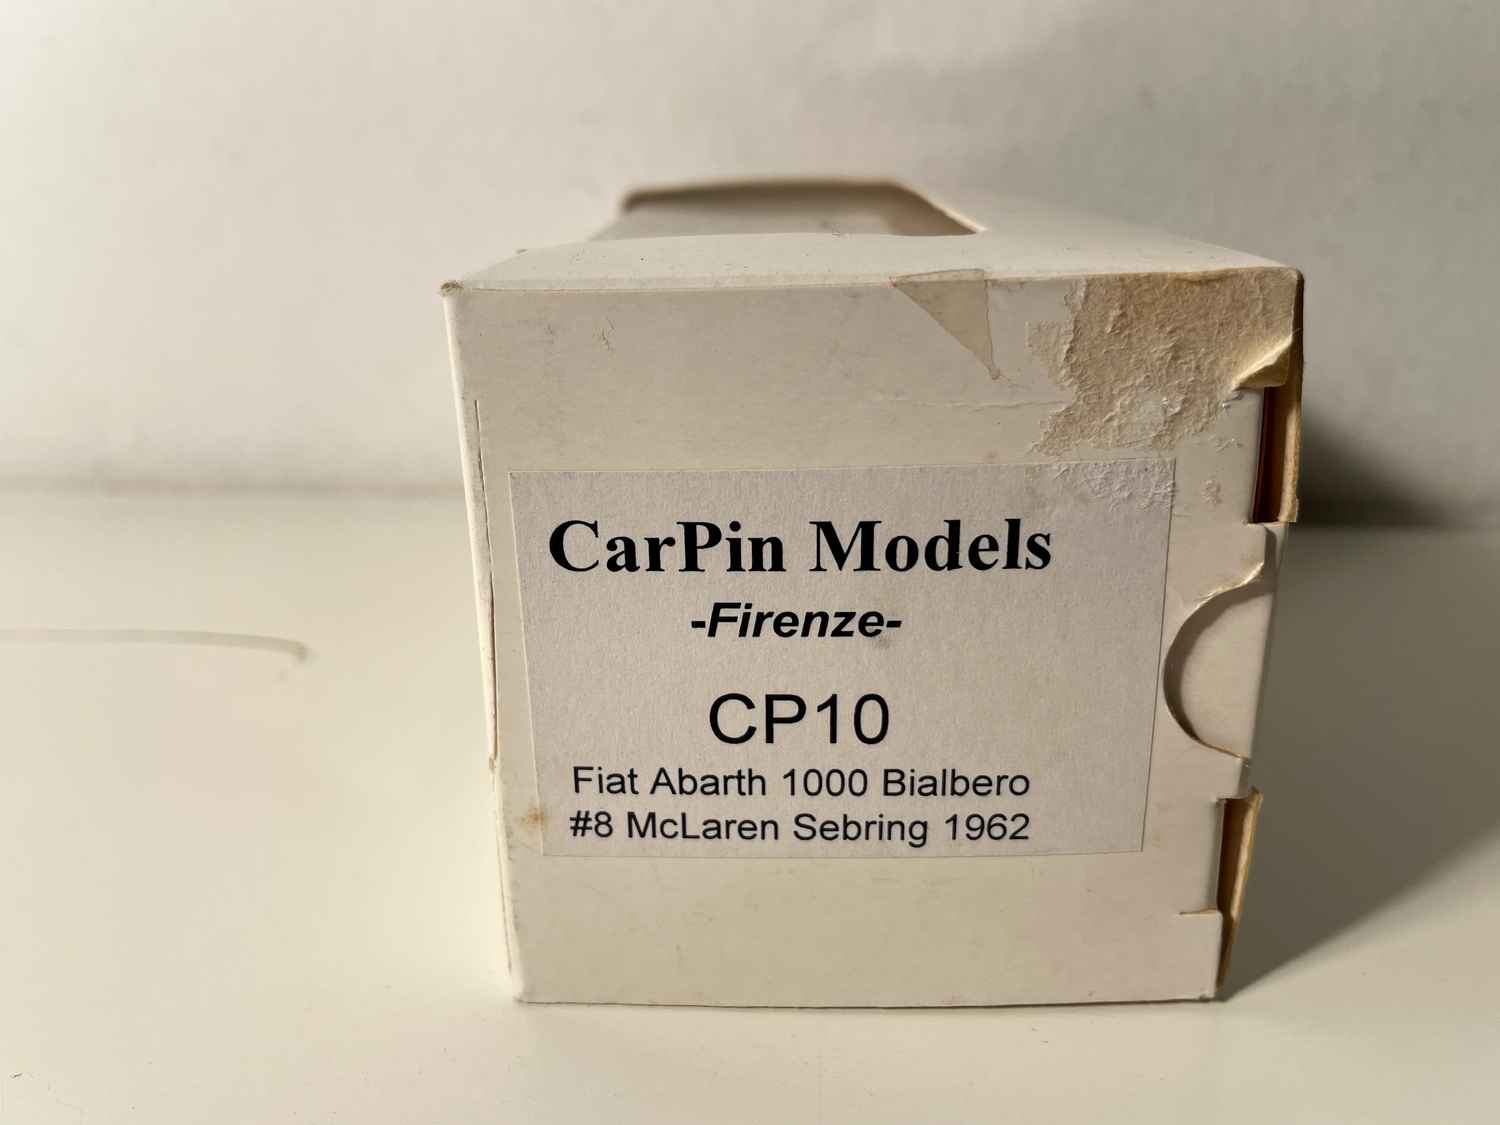 CarPin Models
-Firenze-
CP10
Fiat Abarth 1000 Bialbero
#8 McLaren Sebring 1962